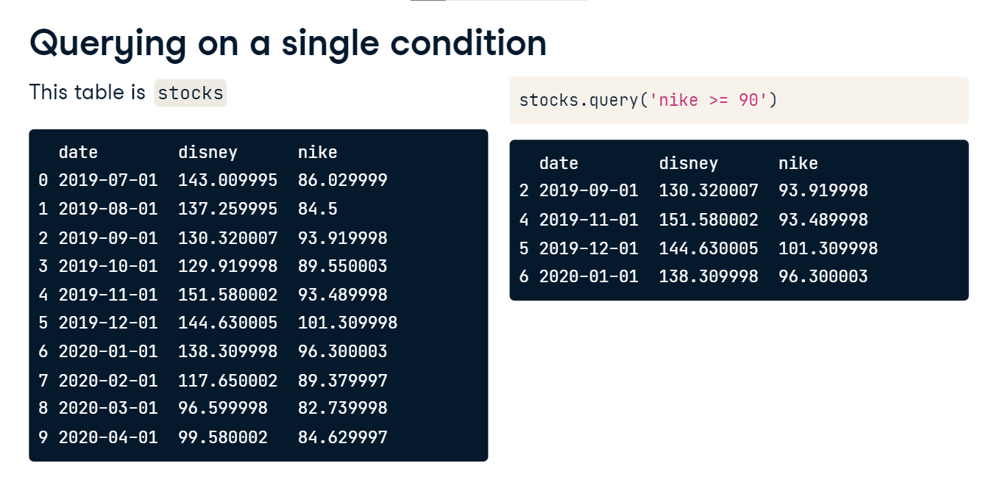 Querying on a single condition
This table is stocks
date disney nike
0 2019-07-01 143.009995 86.029999
1 2019-08-01 137.259995 84.5
2 2019-09-01 130.320007 93.919998
3 2019-10-01 129.919998 89.550003
4 2019-11-01 151.580002 93.489998
5 2019-12-01 144.630005 101.309998
6 2020-01-01 138.309998 96.300003
7 2020-02-01 117.650002 89.379997
8 2020-03-01 96.599998 82.739998
9 2020-04-01 99.580002 84.629997
stocks.query('nike >= 90')
date disney nike
2 2019-09-01 130.320007 93.919998
4 2019-11-01 151.580002 93.489998
5 2019-12-01 144.630005 101.309998
6 2020-01-01 138.309998 96.300003